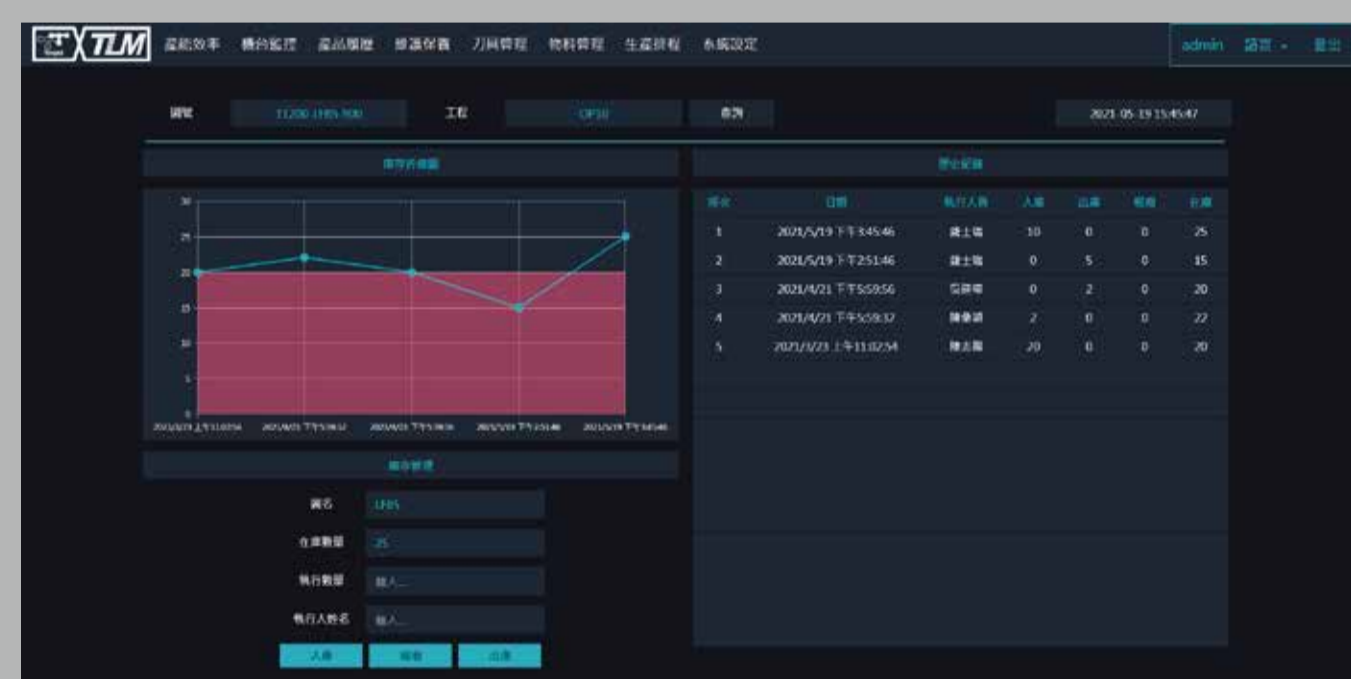 TLM
產能效率 機台監控 產品履歷 維護保養 刀具管理 物料管理 生產排程 系統設定
admin 語言 登出
圖號 工程 OP10 查詢 2021-05-19 15:45:47
庫存折線圖
30
25
20
15
10
5
0
庫存管理
圖名 LF05
在庫數量 25
執行數量 輸入...
執行人姓名 輸入...
入庫 報廢 出庫
歷史紀錄
項次 日期 執行人員 入庫 出庫 報廢 在庫
1 2021/5/19 下午3:45:46 10 0 0 25
2 2021/5/19 下午2:51:46 0 5 0 15
3 2021/4/21 下午5:59:56 0 2 0 20
4 2021/4/21 下午5:59:32 2 0 0 22
5 2021/3/23 上午11:02:54 20 0 0 20